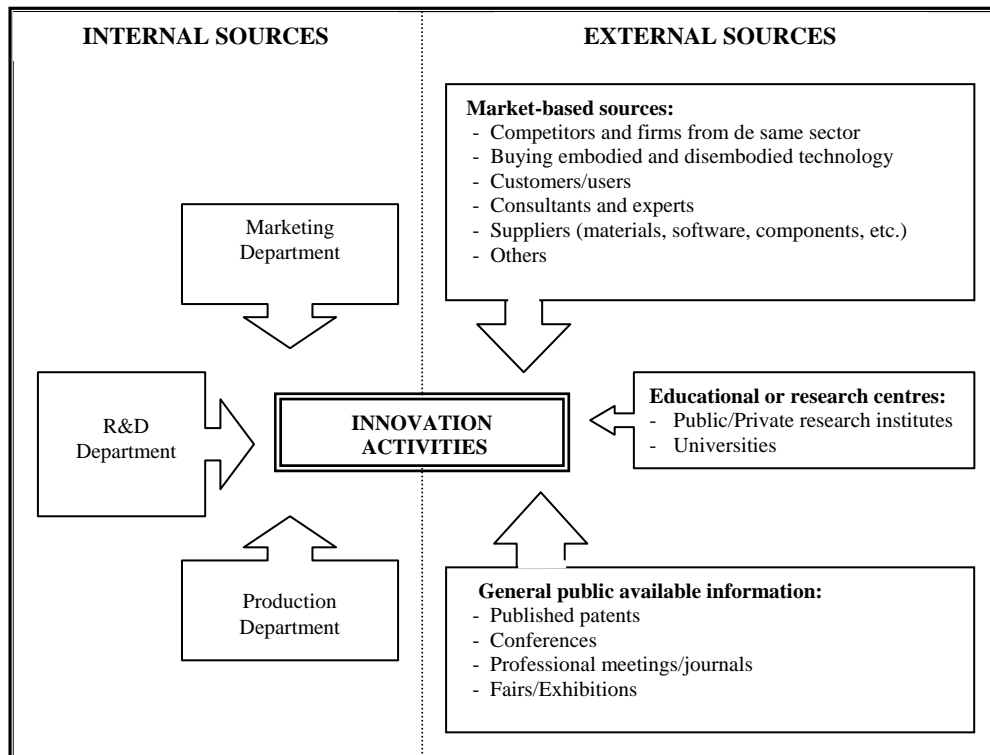 INTERNAL SOURCES
EXTERNAL SOURCES
Market-based sources:
- Competitors and firms from de same sector
- Buying embodied and disembodied technology
- Customers/users
- Consultants and experts
- Suppliers (materials, software, components, etc.)
- Others
Marketing
Department
R&D
Department
INNOVATION
ACTIVITIES
Educational or research centres:
- Public/Private research institutes
- Universities
Production
Department
General public available information:
- Published patents
- Conferences
- Professional meetings/journals
- Fairs/Exhibitions